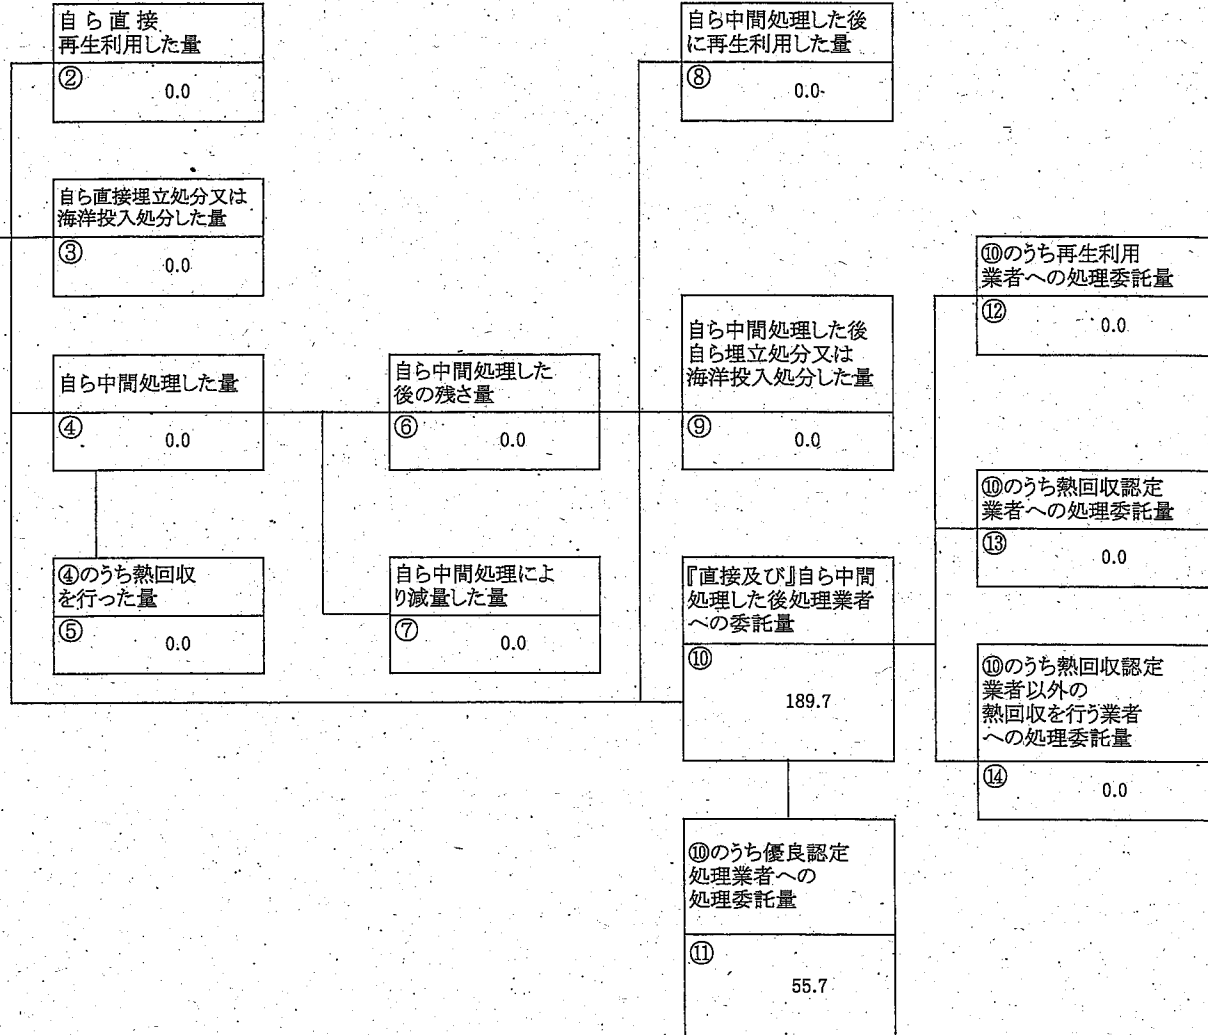 自ら直接
再生利用した量
②
0.0
自ら直接埋立処分又は
海洋投入処分した量
③
0.0
自ら中間処理した量
④
0.0
④のうち熱回収
を行った量
⑤
0.0
自ら中間処理した
後の残さ量
⑥
0.0
自ら中間処理によ
り減量した量
⑦
0.0
自ら中間処理した後
に再生利用した量
⑧
0.0
自ら中間処理した後
自ら埋立処分又は
海洋投入処分した量
⑨
0.0
『直接及び』自ら中間
処理した後処理業者
への委託量
⑩
189.7
⑩のうち優良認定
処理業者への
処理委託量
⑪
55.7
⑩のうち再生利用
業者への処理委託量
⑫
0.0
⑩のうち熱回収認定
業者への処理委託量
⑬
0.0
⑩のうち熱回収認定
業者以外の
熱回収を行う業者
への処理委託量
⑭
0.0